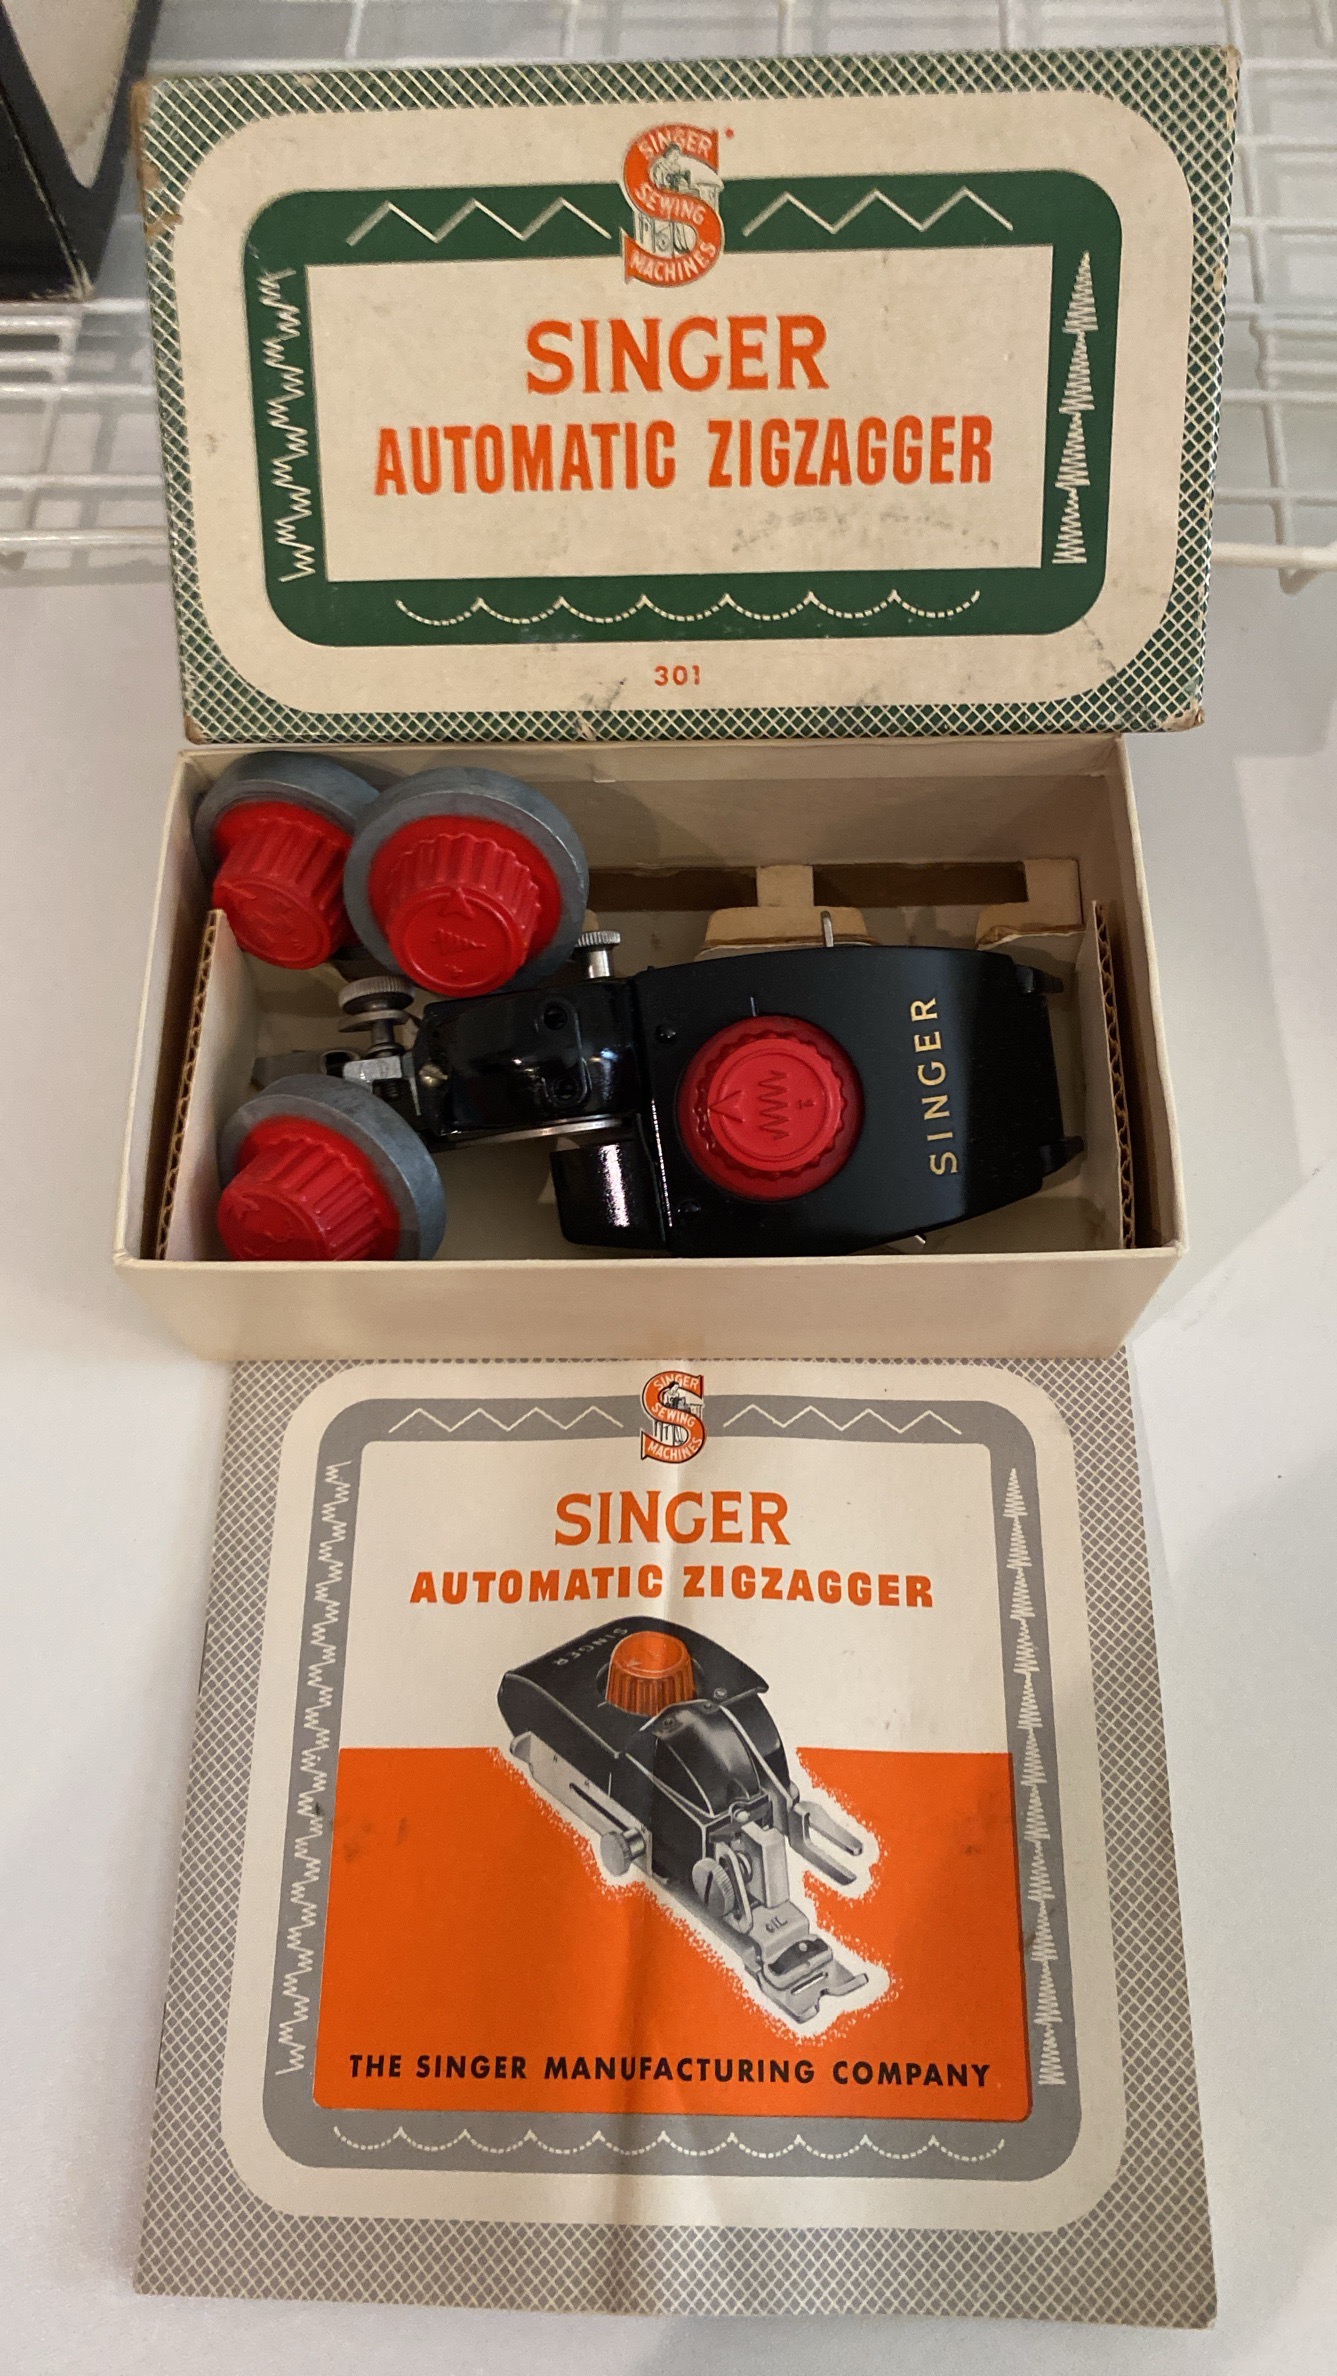 SINGER
SEWING
MACHINES
SINGER
AUTOMATIC ZIGZAGGER
301
SINGER
SINGER
SEWING
MACHINES
SINGER
AUTOMATIC ZIGZAGGER
SINGER
OIL
THE SINGER MANUFACTURING COMPANY